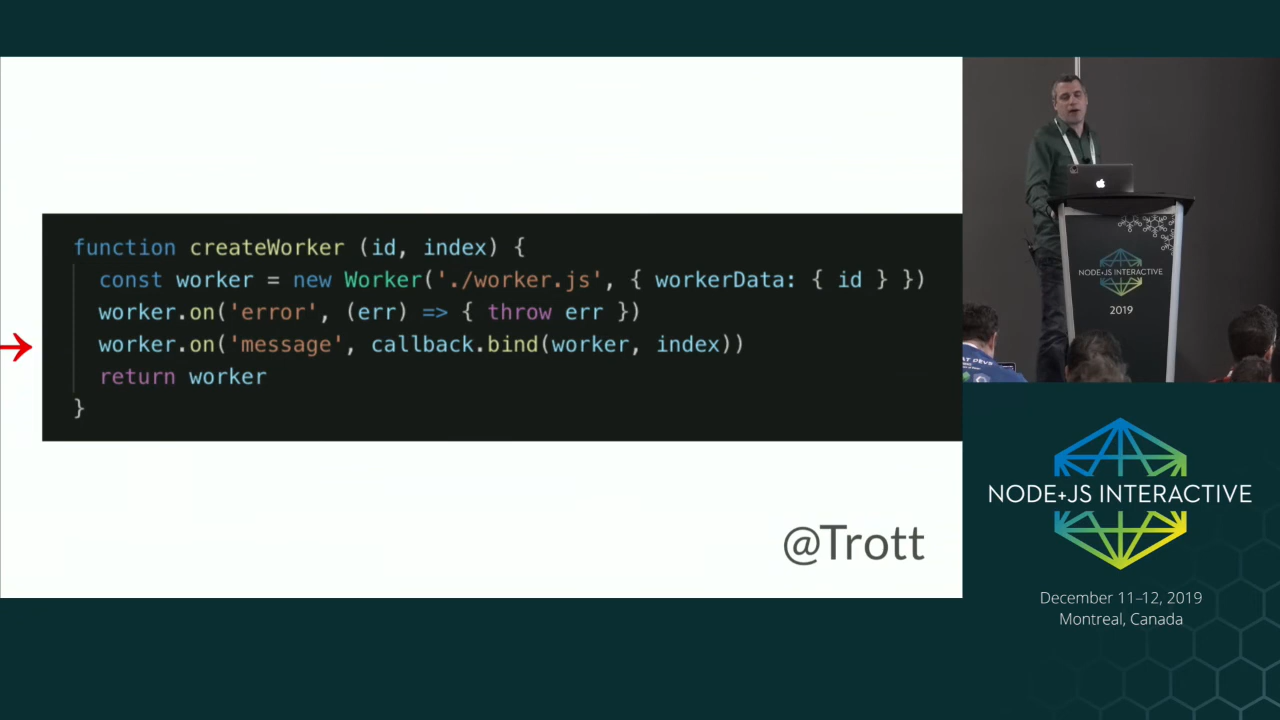 function createWorker (id, index) {
const worker = new Worker('./worker.js', { workerData: { id } })
worker.on('error', (err) => { throw err })
worker.on('message', callback.bind(worker, index))
return worker
}
@Trott
NODE+JS INTERACTIVE
2019
NODE+JS INTERACTIVE
December 11–12, 2019
Montreal, Canada